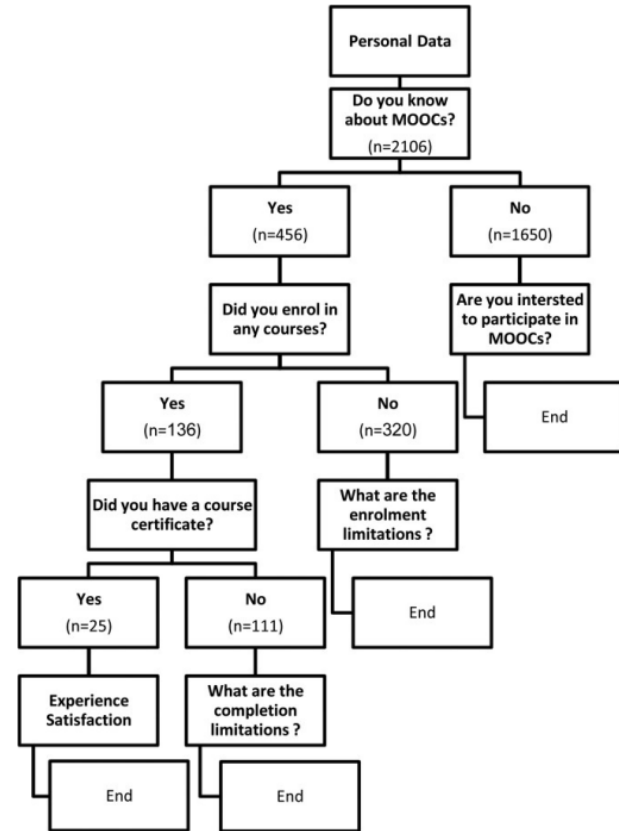 Personal Data
Do you know
about MOOCs?
(n=2106)
Yes
(n=456)
No
(n=1650)
Did you enrol in
any courses?
Are you intersted
to participate in
MOOCs?
Yes
(n=136)
No
(n=320)
End
Did you have a course
certificate?
What are the
enrolment
limitations ?
Yes
(n=25)
No
(n=111)
End
Experience
Satisfaction
What are the
completion
limitations ?
End
End